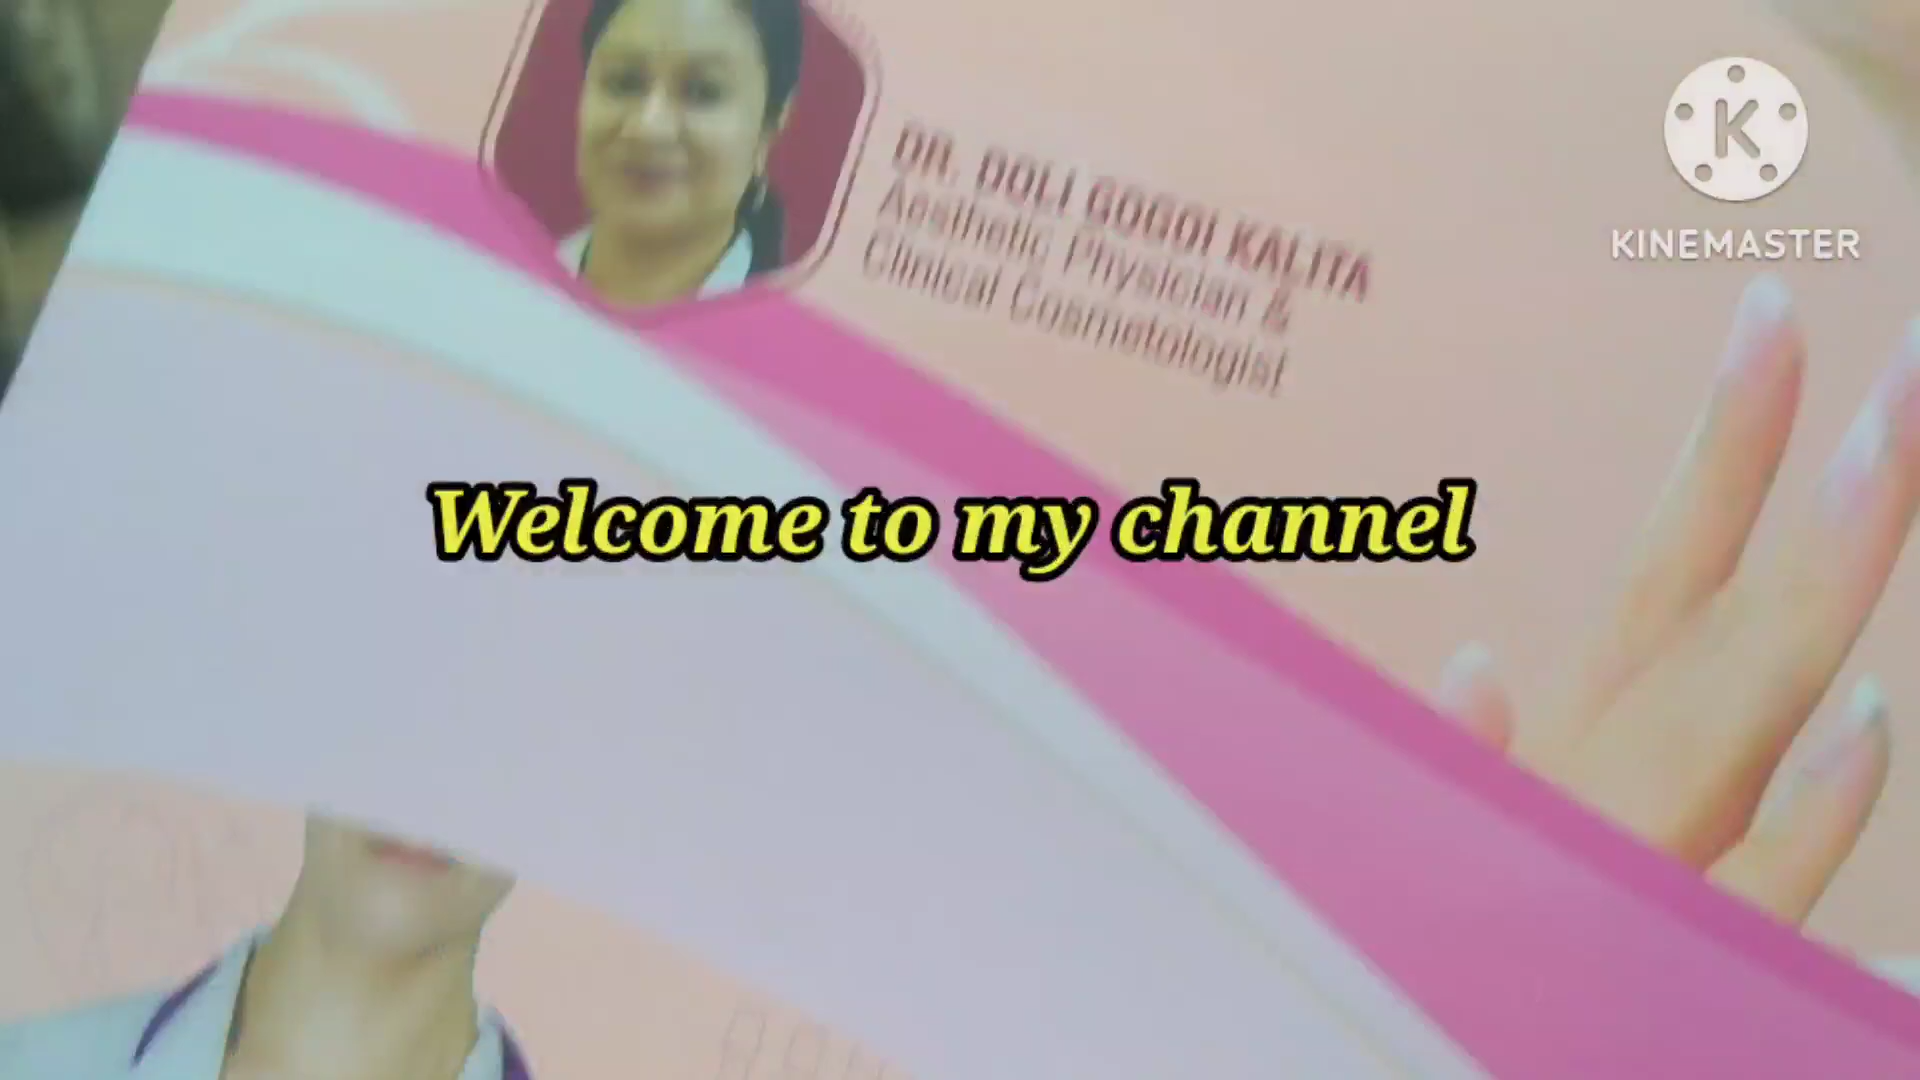 DR. DOLI GOGOI KALITA
Aesthetic Physician &
Clinical Cosmetologist
KINEMASTER
Welcome to my channel